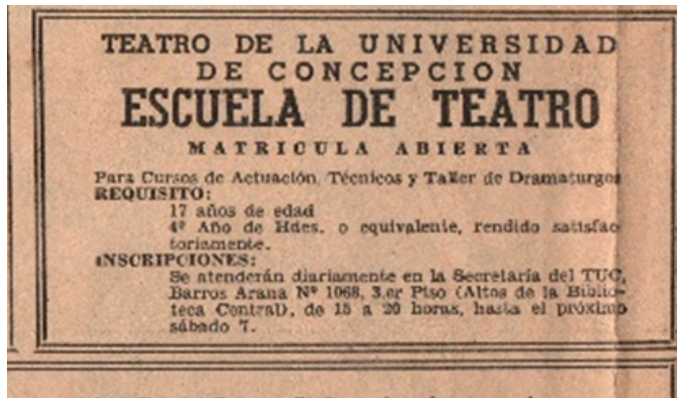 TEATRO DE LA UNIVERSIDAD
DE CONCEPCION
ESCUELA DE TEATRO
MATRICULA ABIERTA
Para Cursos de Actuación, Técnicos y Taller de Dramaturgos
REQUISITO:
17 años de edad
4º Año de Hdes. o equivalente, rendido satisfac-
toriamente.
INSCRIPCIONES:
Se atenderán diariamente en la Secretaría del TUC,
Barros Arana Nº 1068, 3.er Piso (Altos de la Biblio-
teca Central), de 15 a 20 horas, hasta el próximo
sábado 7.